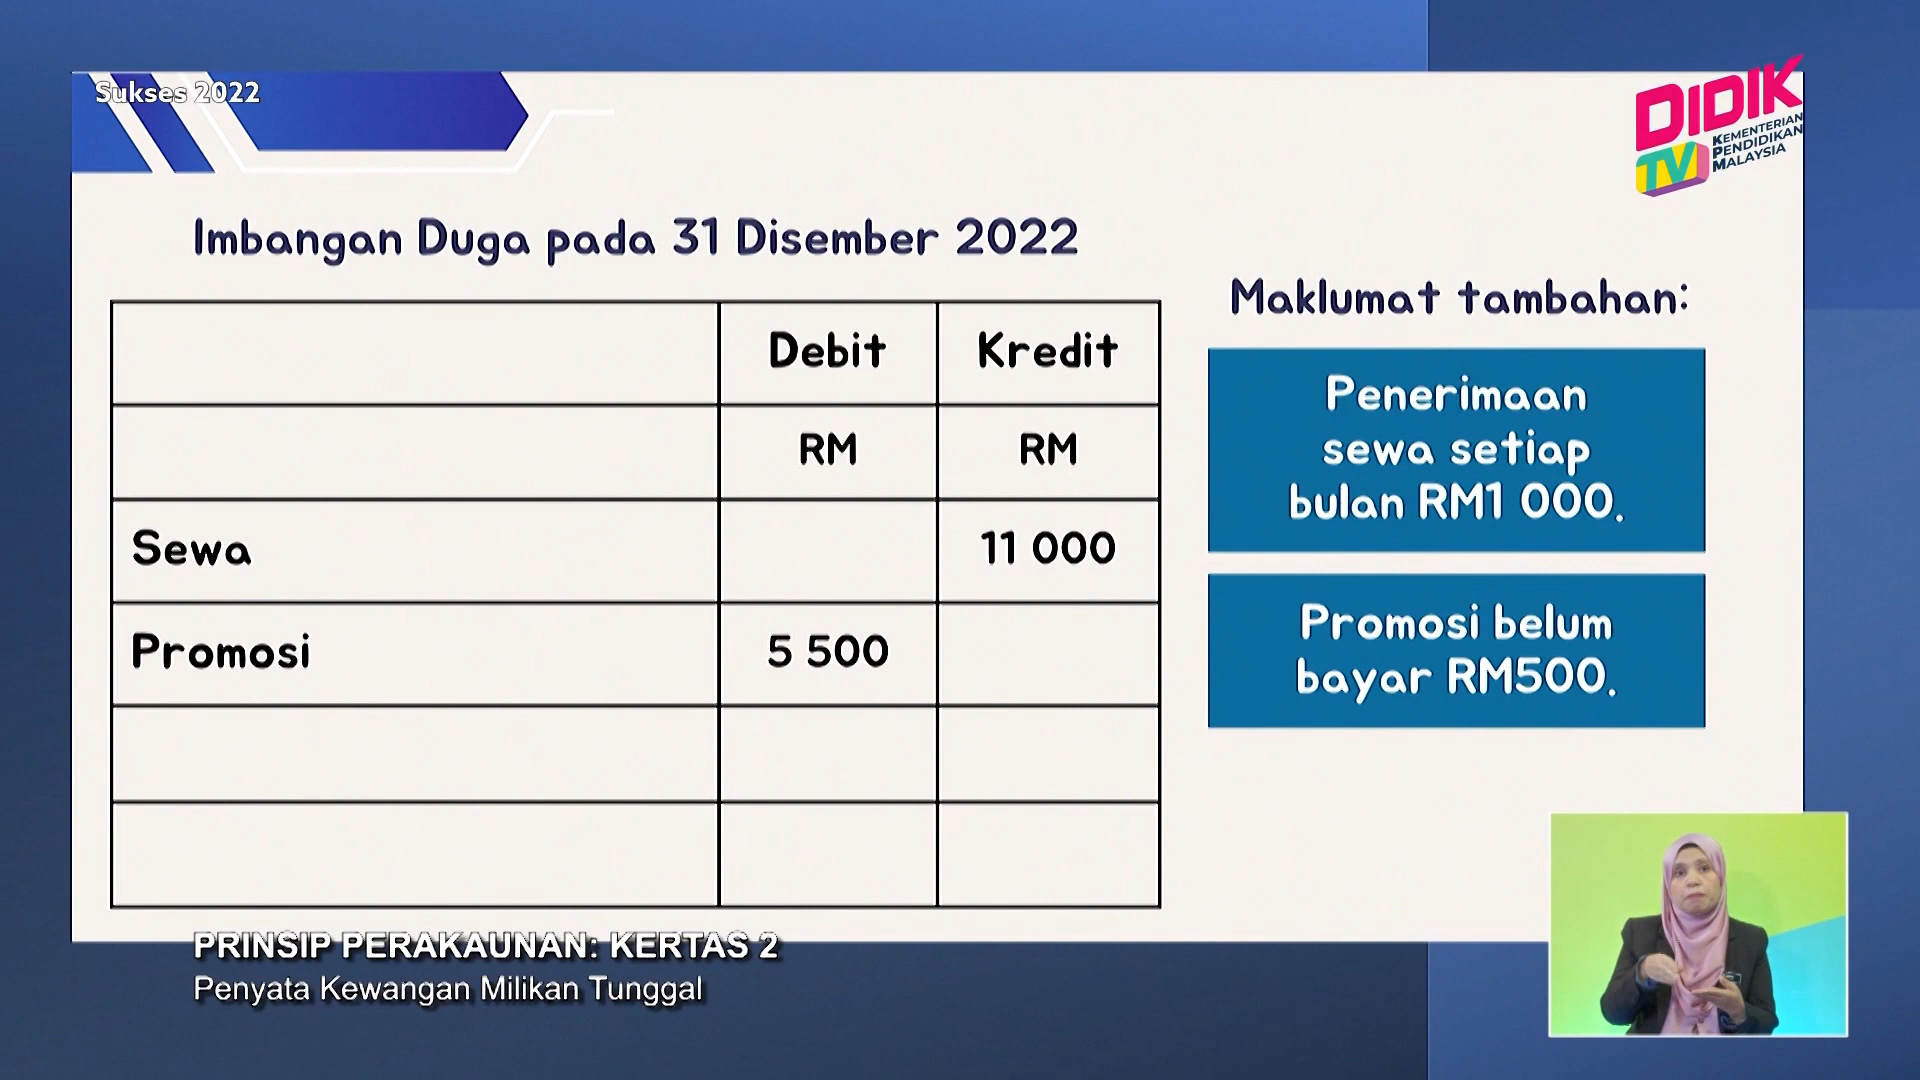 Sukses 2022
DIDIK
TV
KEMENTERIAN
PENDIDIKAN
MALAYSIA
Imbangan Duga pada 31 Disember 2022
Maklumat tambahan:
Debit Kredit
RM RM
Sewa 11 000
Promosi 5 500
Penerimaan
sewa setiap
bulan RM1 000.
Promosi belum
bayar RM500.
PRINSIP PERAKAUNAN: KERTAS 2
Penyata Kewangan Milikan Tunggal